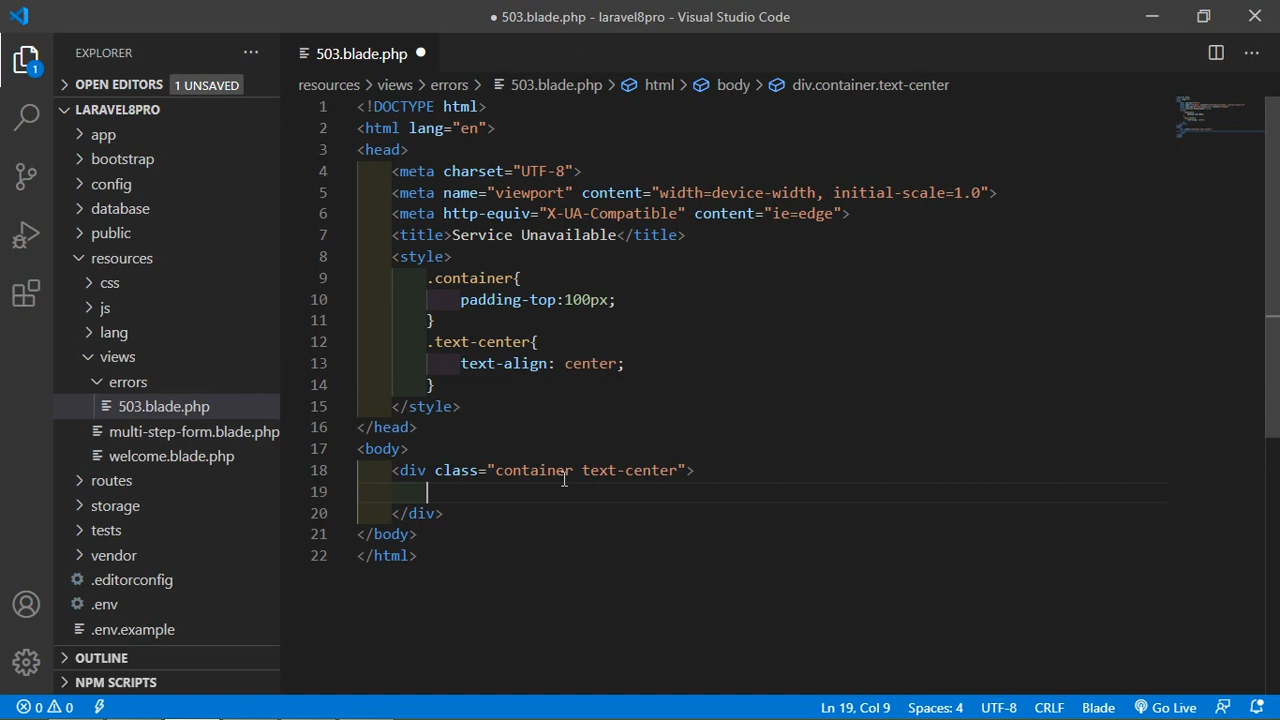 ● 503.blade.php - laravel8pro - Visual Studio Code
EXPLORER
503.blade.php
OPEN EDITORS 1 UNSAVED
resources > views > errors > 503.blade.php > html > body > div.container.text-center
1
LARAVEL8PRO
app
bootstrap
config
database
public
resources
css
js
lang
views
errors
503.blade.php
multi-step-form.blade.php
welcome.blade.php
routes
storage
tests
vendor
.editorconfig
.env
.env.example
OUTLINE
NPM SCRIPTS
1 <!DOCTYPE html>
2 <html lang="en">
3 <head>
4 <meta charset="UTF-8">
5 <meta name="viewport" content="width=device-width, initial-scale=1.0">
6 <meta http-equiv="X-UA-Compatible" content="ie=edge">
7 <title>Service Unavailable</title>
8 <style>
9 .container{
10 padding-top:100px;
11 }
12 .text-center{
13 text-align: center;
14 }
15 </style>
16 </head>
17 <body>
18 <div class="container text-center">
19
20 </div>
21 </body>
22 </html>
0 0 Ln 19, Col 9 Spaces: 4 UTF-8 CRLF Blade Go Live